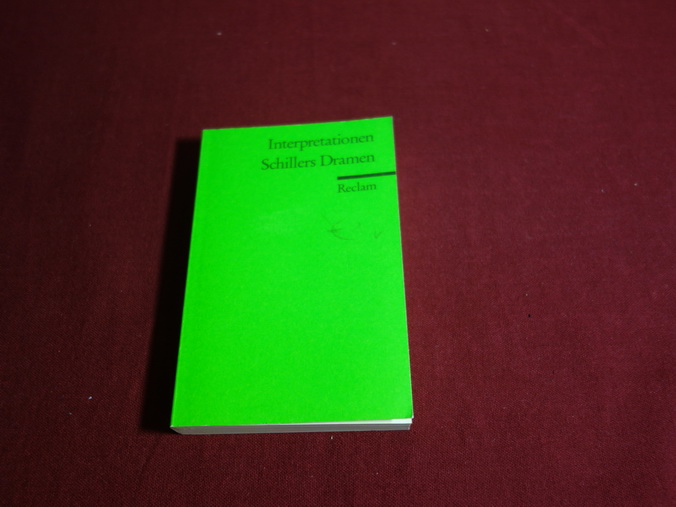 Interpretationen
Schillers Dramen
Reclam